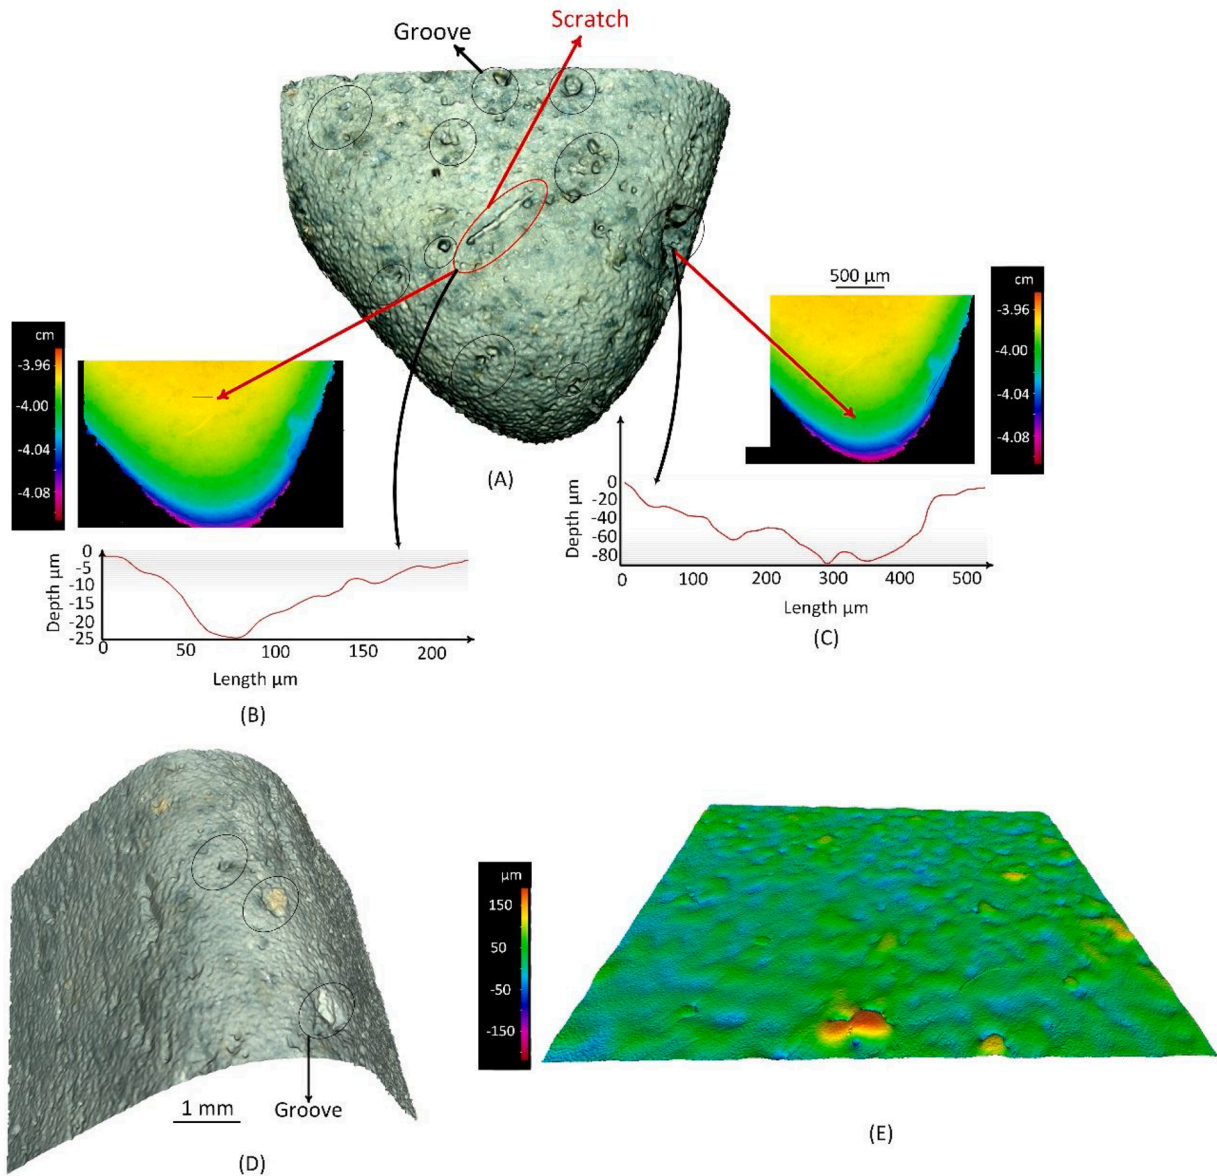 Scratch
Groove
500 µm
cm
-3.96
-4.00
-4.04
-4.08
cm
-3.96
-4.00
-4.04
-4.08
(A)
Depth µm
0
-5
-10
-15
-20
-25
0
50
100
150
200
Length µm
(B)
Depth µm
0
-20
-40
-60
-80
0
100
200
300
400
500
Length µm
(C)
1 mm
Groove
(D)
µm
150
50
-50
-150
(E)